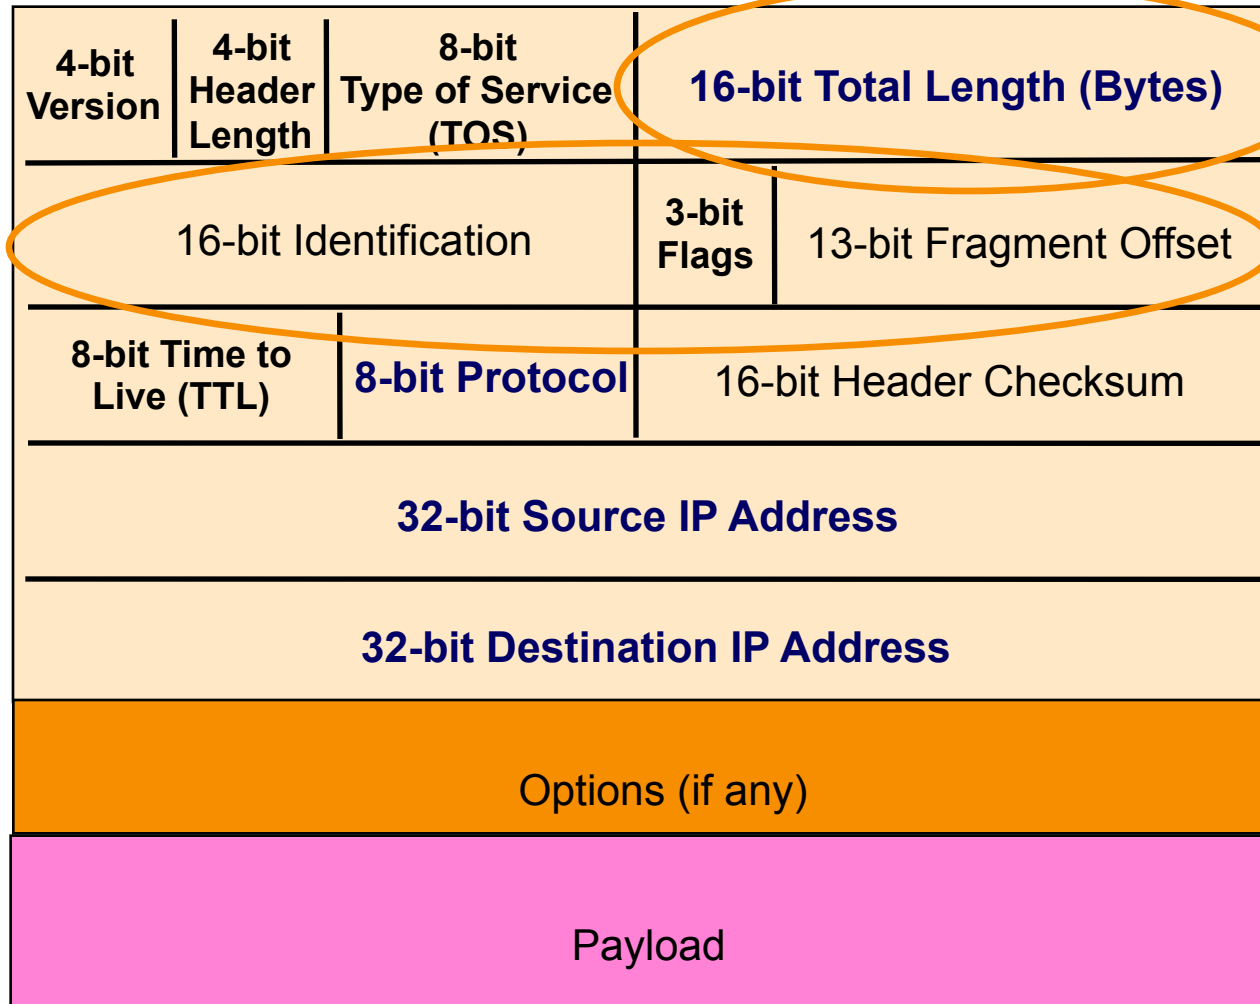 4-bit
Version
4-bit
Header
Length
8-bit
Type of Service
(TOS)
16-bit Total Length (Bytes)
16-bit Identification
3-bit
Flags
13-bit Fragment Offset
8-bit Time to
Live (TTL)
8-bit Protocol
16-bit Header Checksum
32-bit Source IP Address
32-bit Destination IP Address
Options (if any)
Payload